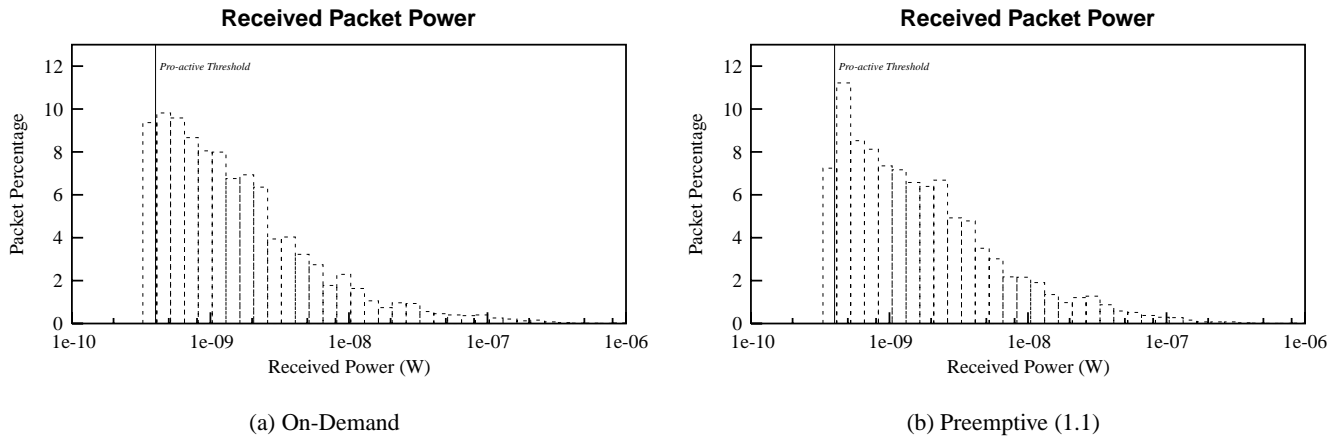 Received Packet Power
Packet Percentage
12
10
8
6
4
2
0
Pro-active Threshold
1e-10
1e-09
1e-08
1e-07
1e-06
Received Power (W)
(a) On-Demand
Received Packet Power
Packet Percentage
12
10
8
6
4
2
0
Pro-active Threshold
1e-10
1e-09
1e-08
1e-07
1e-06
Received Power (W)
(b) Preemptive (1.1)